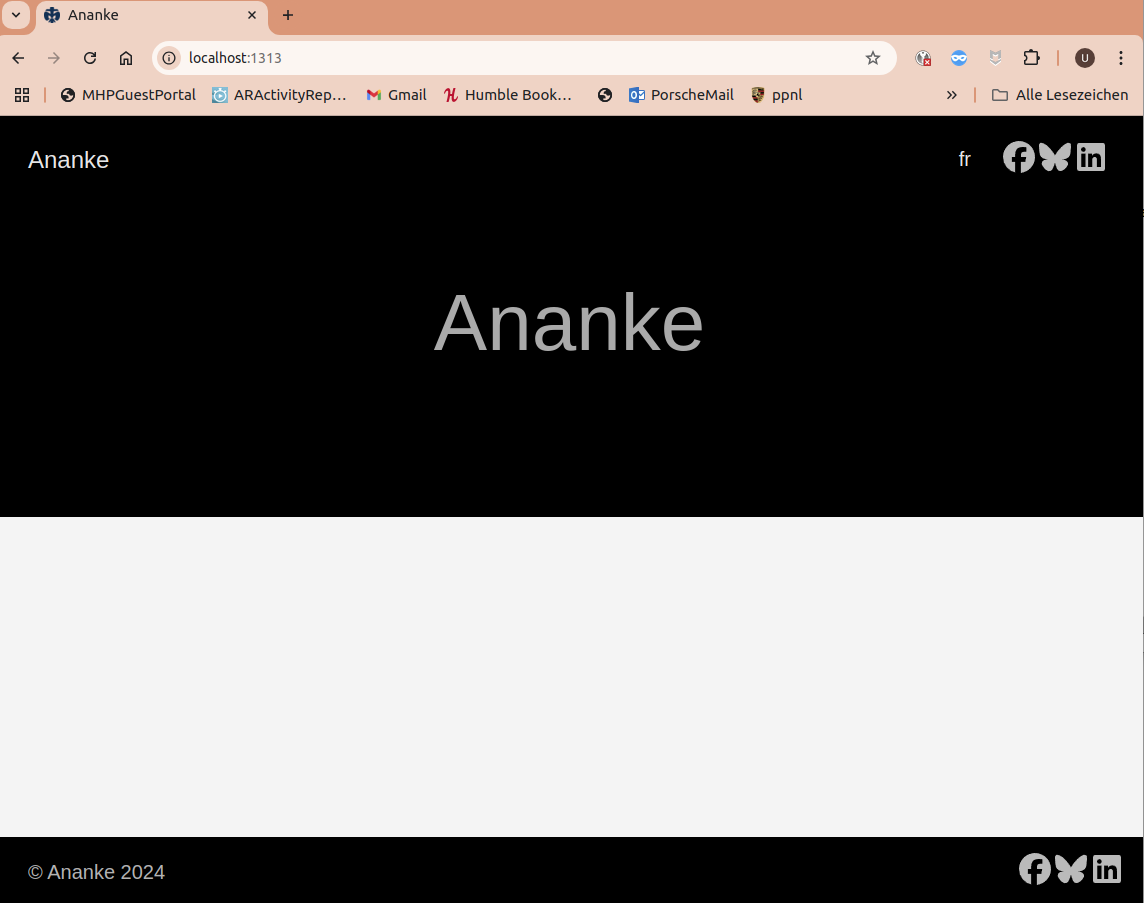 Ananke
localhost:1313
U
MHPGuestPortal ARActivityRep… Gmail Humble Book… PorscheMail ppnl » Alle Lesezeichen
Ananke fr
Ananke
© Ananke 2024